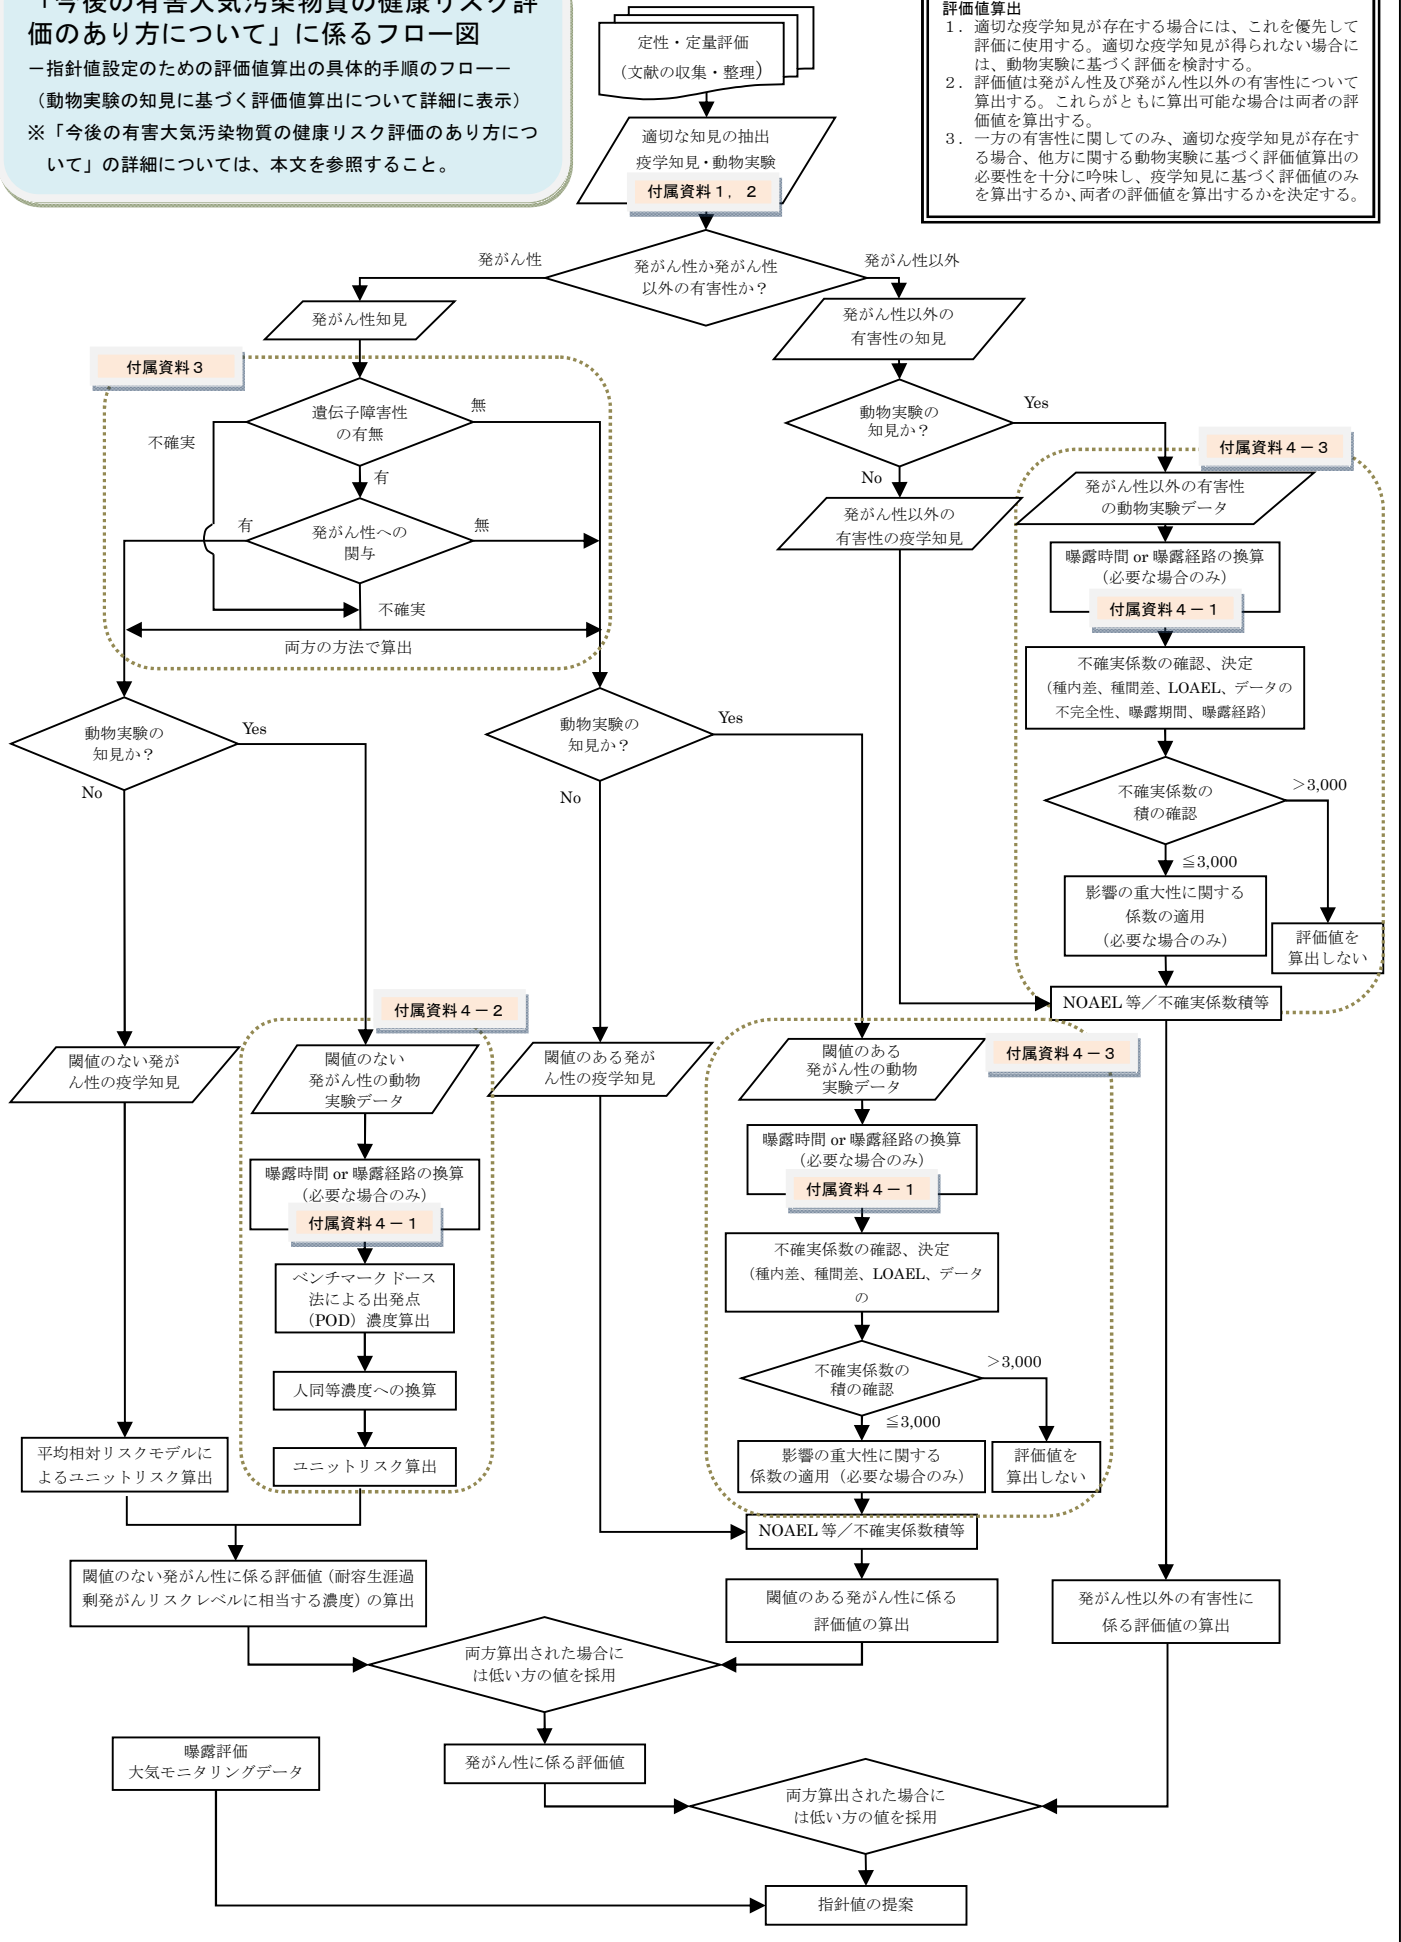 「今後の有害大気汚染物質の健康リスク評
価のあり方について」に係るフロー図
－指針値設定のための評価値算出の具体的手順のフロー－
（動物実験の知見に基づく評価値算出について詳細に表示）
※「今後の有害大気汚染物質の健康リスク評価のあり方につ
いて」の詳細については、本文を参照すること。
定性・定量評価
（文献の収集・整理）
評価値算出
１．適切な疫学知見が存在する場合には、これを優先して
評価に使用する。適切な疫学知見が得られない場合に
は、動物実験に基づく評価を検討する。
２．評価値は発がん性及び発がん性以外の有害性について
算出する。これらがともに算出可能な場合は両者の評
価値を算出する。
３．一方の有害性に関してのみ、適切な疫学知見が存在す
る場合、他方に関する動物実験に基づく評価値算出の
必要性を十分に吟味し、疫学知見に基づく評価値のみ
を算出するか、両者の評価値を算出するかを決定する。
適切な知見の抽出
疫学知見・動物実験
付属資料１，２
発がん性か発がん性
以外の有害性か？
発がん性
発がん性以外
発がん性知見
発がん性以外の
有害性の知見
付属資料３
遺伝子障害性
の有無
無
不確実
有
発がん性への
関与
有
無
不確実
両方の方法で算出
動物実験の
知見か？
Yes
No
発がん性以外の
有害性の疫学知見
付属資料４－３
発がん性以外の有害性
の動物実験データ
曝露時間 or 曝露経路の換算
（必要な場合のみ）
付属資料４－１
不確実係数の確認、決定
（種内差、種間差、LOAEL、データの
不完全性、曝露期間、曝露経路）
不確実係数の
積の確認
＞3,000
≦3,000
影響の重大性に関する
係数の適用
（必要な場合のみ）
評価値を
算出しない
NOAEL 等／不確実係数積等
動物実験の
知見か？
Yes
No
動物実験の
知見か？
Yes
No
閾値のない発が
ん性の疫学知見
付属資料４－２
閾値のない
発がん性の動物
実験データ
曝露時間 or 曝露経路の換算
（必要な場合のみ）
付属資料４－１
ベンチマークドース
法による出発点
（POD）濃度算出
人同等濃度への換算
ユニットリスク算出
平均相対リスクモデルに
よるユニットリスク算出
閾値のある発が
ん性の疫学知見
付属資料４－３
閾値のある
発がん性の動物
実験データ
曝露時間 or 曝露経路の換算
（必要な場合のみ）
付属資料４－１
不確実係数の確認、決定
（種内差、種間差、LOAEL、データ
の
不確実係数の
積の確認
＞3,000
≦3,000
影響の重大性に関する
係数の適用（必要な場合のみ）
評価値を
算出しない
NOAEL 等／不確実係数積等
閾値のない発がん性に係る評価値（耐容生涯過
剰発がんリスクレベルに相当する濃度）の算出
閾値のある発がん性に係る
評価値の算出
発がん性以外の有害性に
係る評価値の算出
両方算出された場合に
は低い方の値を採用
曝露評価
大気モニタリングデータ
発がん性に係る評価値
両方算出された場合に
は低い方の値を採用
指針値の提案